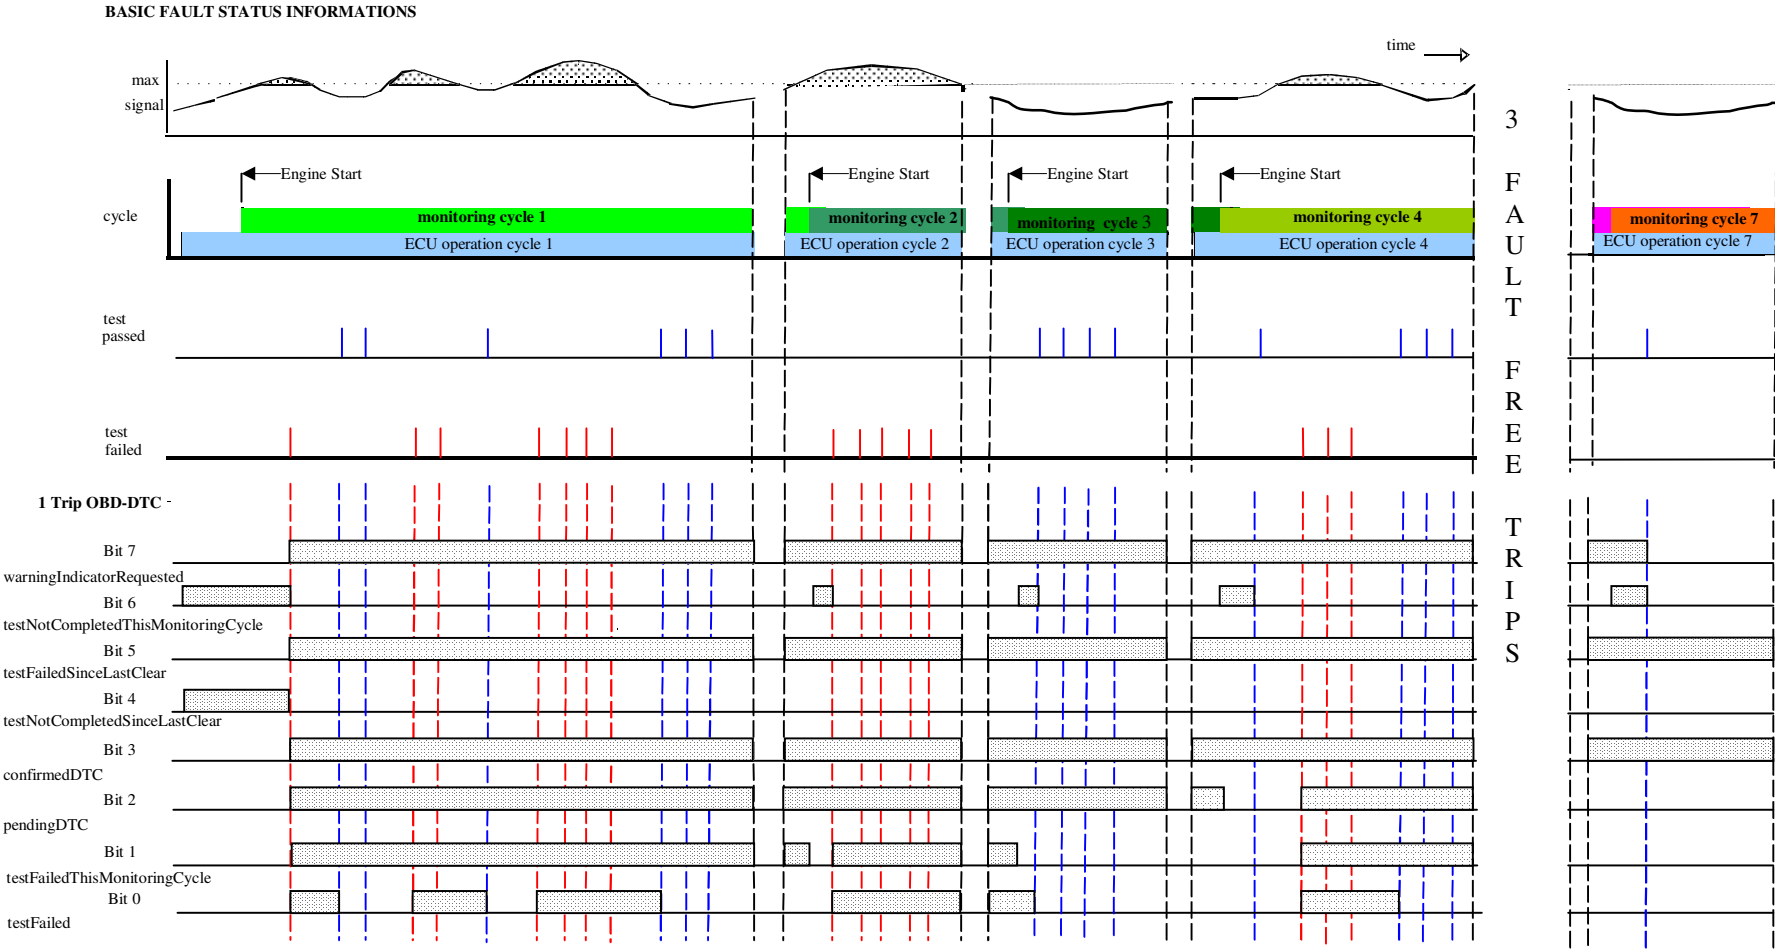 BASIC FAULT STATUS INFORMATIONS
time
max
signal
Engine Start Engine Start Engine Start Engine Start
cycle
monitoring cycle 1 monitoring cycle 2 monitoring cycle 3 monitoring cycle 4 monitoring cycle 7
ECU operation cycle 1 ECU operation cycle 2 ECU operation cycle 3 ECU operation cycle 4 ECU operation cycle 7
3 FAULT FREE TRIPS
test
passed
test
failed
1 Trip OBD-DTC -
Bit 7
warningIndicatorRequested
Bit 6
testNotCompletedThisMonitoringCycle
Bit 5
testFailedSinceLastClear
Bit 4
testNotCompletedSinceLastClear
Bit 3
confirmedDTC
Bit 2
pendingDTC
Bit 1
testFailedThisMonitoringCycle
Bit 0
testFailed